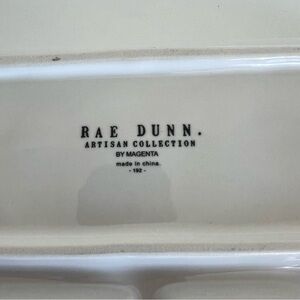 RAE DUNN.
ARTISAN COLLECTION
BY MAGENTA
made in china.
- 192 -